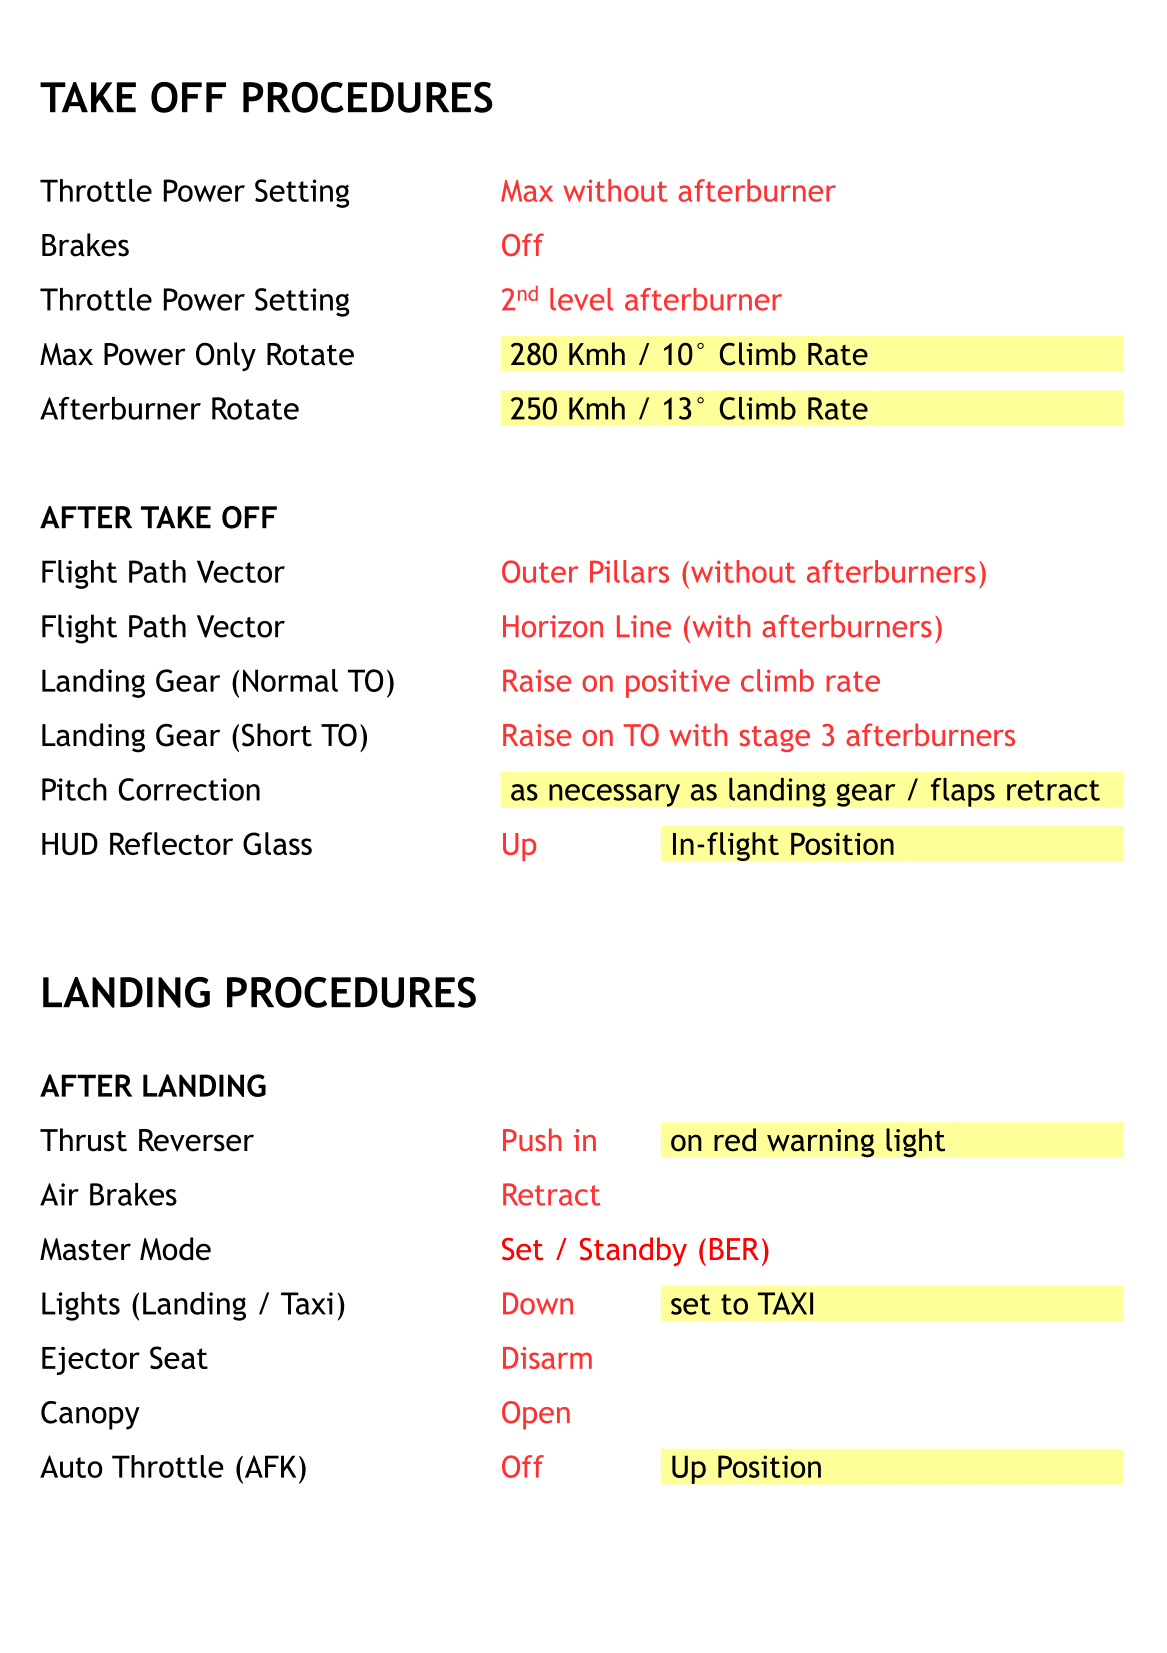 TAKE OFF PROCEDURES
Throttle Power Setting Max without afterburner
Brakes Off
Throttle Power Setting 2nd level afterburner
Max Power Only Rotate 280 Kmh / 10° Climb Rate
Afterburner Rotate 250 Kmh / 13° Climb Rate
AFTER TAKE OFF
Flight Path Vector Outer Pillars (without afterburners)
Flight Path Vector Horizon Line (with afterburners)
Landing Gear (Normal TO) Raise on positive climb rate
Landing Gear (Short TO) Raise on TO with stage 3 afterburners
Pitch Correction as necessary as landing gear / flaps retract
HUD Reflector Glass Up In-flight Position
LANDING PROCEDURES
AFTER LANDING
Thrust Reverser Push in on red warning light
Air Brakes Retract
Master Mode Set / Standby (BER)
Lights (Landing / Taxi) Down set to TAXI
Ejector Seat Disarm
Canopy Open
Auto Throttle (AFK) Off Up Position